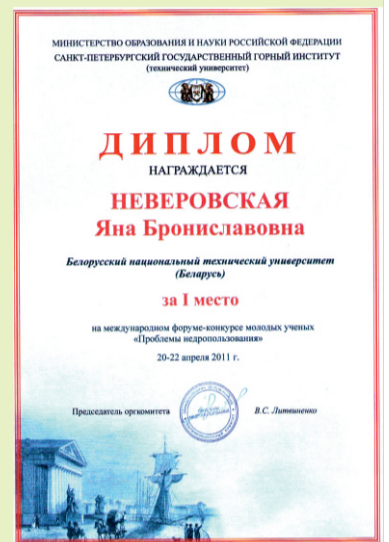 МИНИСТЕРСТВО ОБРАЗОВАНИЯ И НАУКИ РОССИЙСКОЙ ФЕДЕРАЦИИ
САНКТ-ПЕТЕРБУРГСКИЙ ГОСУДАРСТВЕННЫЙ ГОРНЫЙ ИНСТИТУТ
(технический университет)
ДИПЛОМ
НАГРАЖДАЕТСЯ
НЕВЕРОВСКАЯ
Яна Брониславовна
Белорусский национальный технический университет
(Беларусь)
за I место
на международном форуме-конкурсе молодых ученых
«Проблемы недропользования»
20-22 апреля 2011 г.
Председатель оргкомитета
В.С. Литвиненко